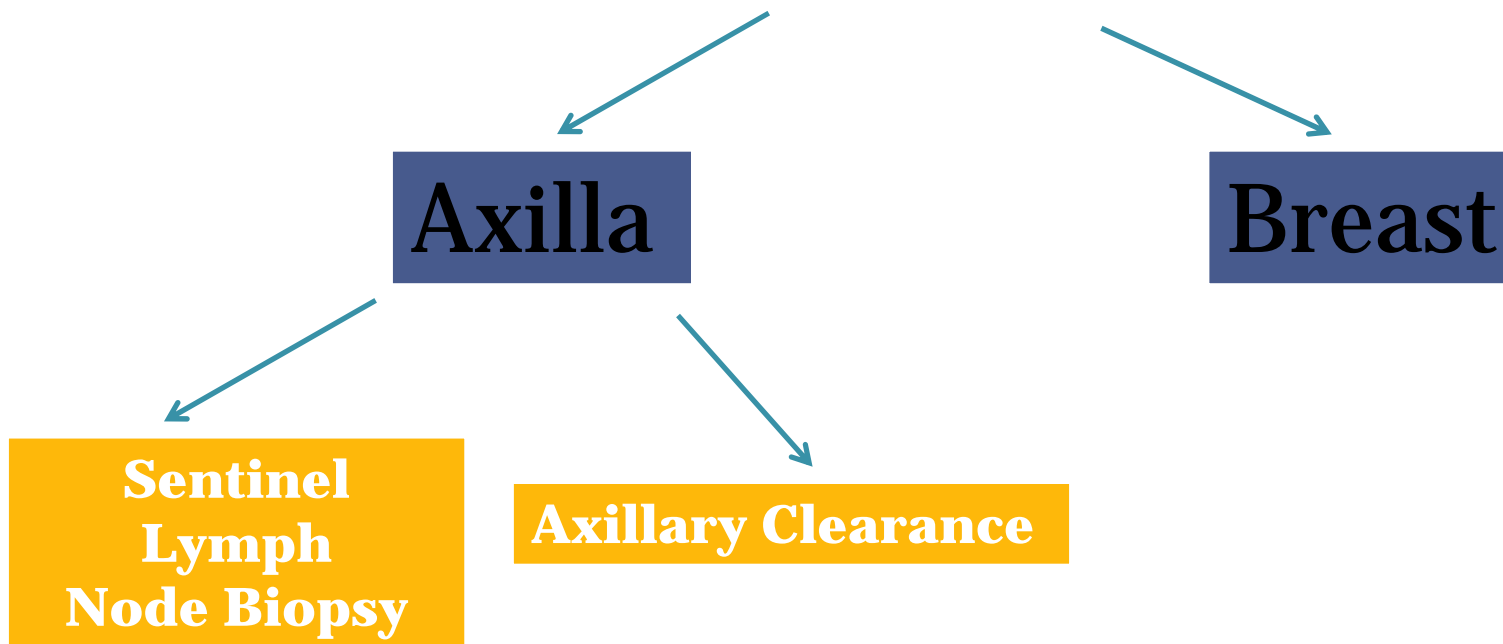 Axilla
Breast
Sentinel
Lymph
Node Biopsy
Axillary Clearance